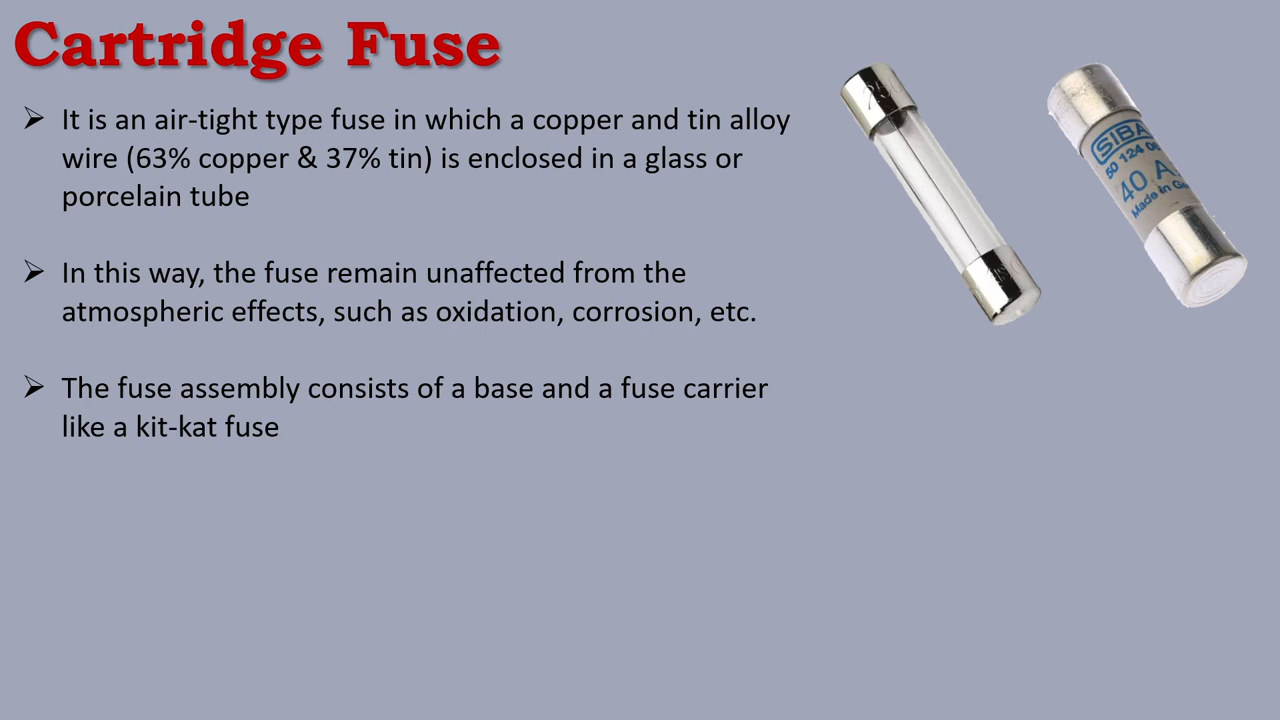 Cartridge Fuse
➢ It is an air-tight type fuse in which a copper and tin alloy
wire (63% copper & 37% tin) is enclosed in a glass or
porcelain tube
➢ In this way, the fuse remain unaffected from the
atmospheric effects, such as oxidation, corrosion, etc.
➢ The fuse assembly consists of a base and a fuse carrier
like a kit-kat fuse
SIBA
50 124
40 A
Made in